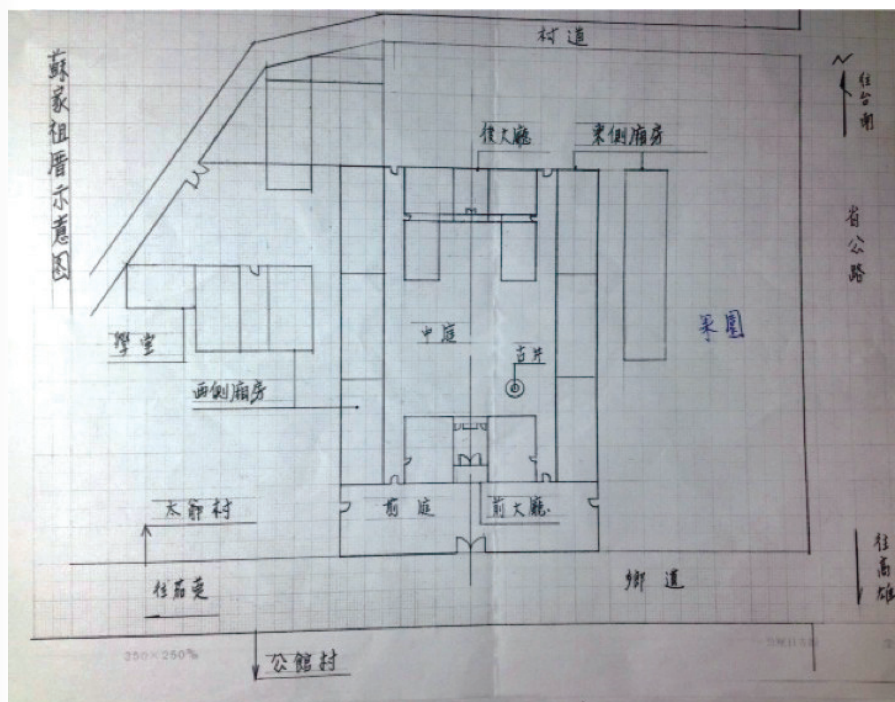 蘇家祖厝示意图
村道
N
往台南
後大廳
東側廂房
省公路
中庭
古井
果園
學堂
西側廂房
太爺村
前庭
前大廳
往高雄
往茄萣
鄉道
公館村
250×250%